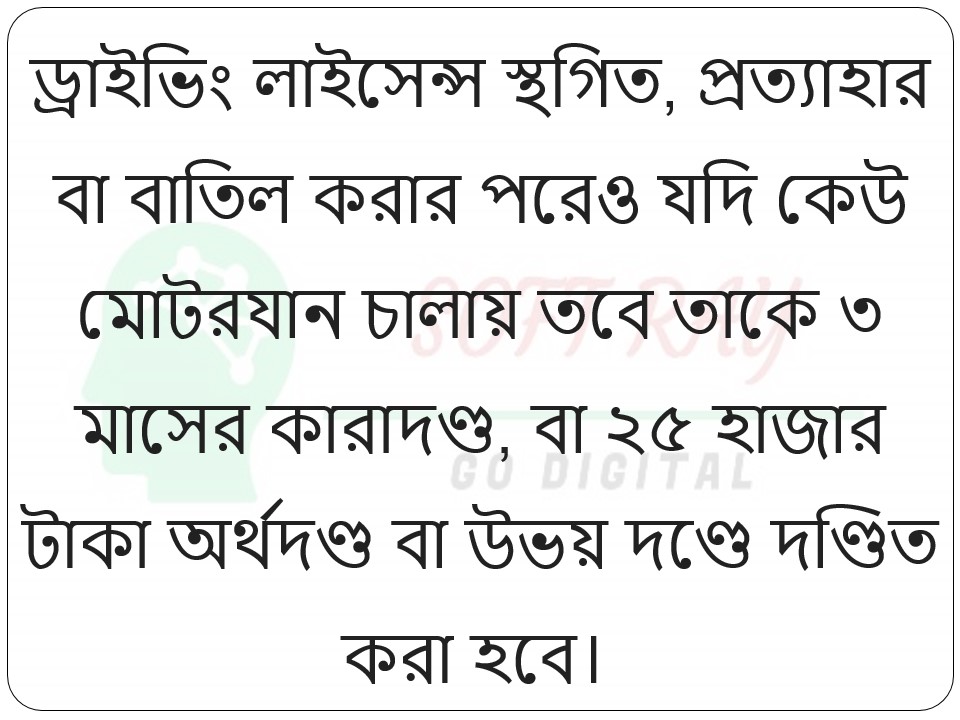 ড্রাইভিং লাইসেন্স স্থগিত, প্রত্যাহার
বা বাতিল করার পরেও যদি কেউ
মোটরযান চালায় তবে তাকে ৩
মাসের কারাদণ্ড, বা ২৫ হাজার
টাকা অর্থদণ্ড বা উভয় দণ্ডে দণ্ডিত
করা হবে।
SOFT RAY
GO DIGITAL